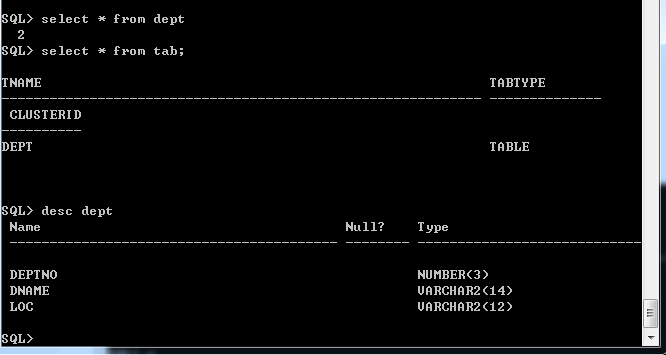 SQL> select * from dept
2
SQL> select * from tab;
TNAME TABTYPE
------------------------------------------------------------ --------------
CLUSTERID
----------
DEPT TABLE
SQL> desc dept
Name Null? Type
----------------------------------------- -------- ----------------------------
DEPTNO NUMBER(3)
DNAME VARCHAR2(14)
LOC VARCHAR2(12)
SQL>